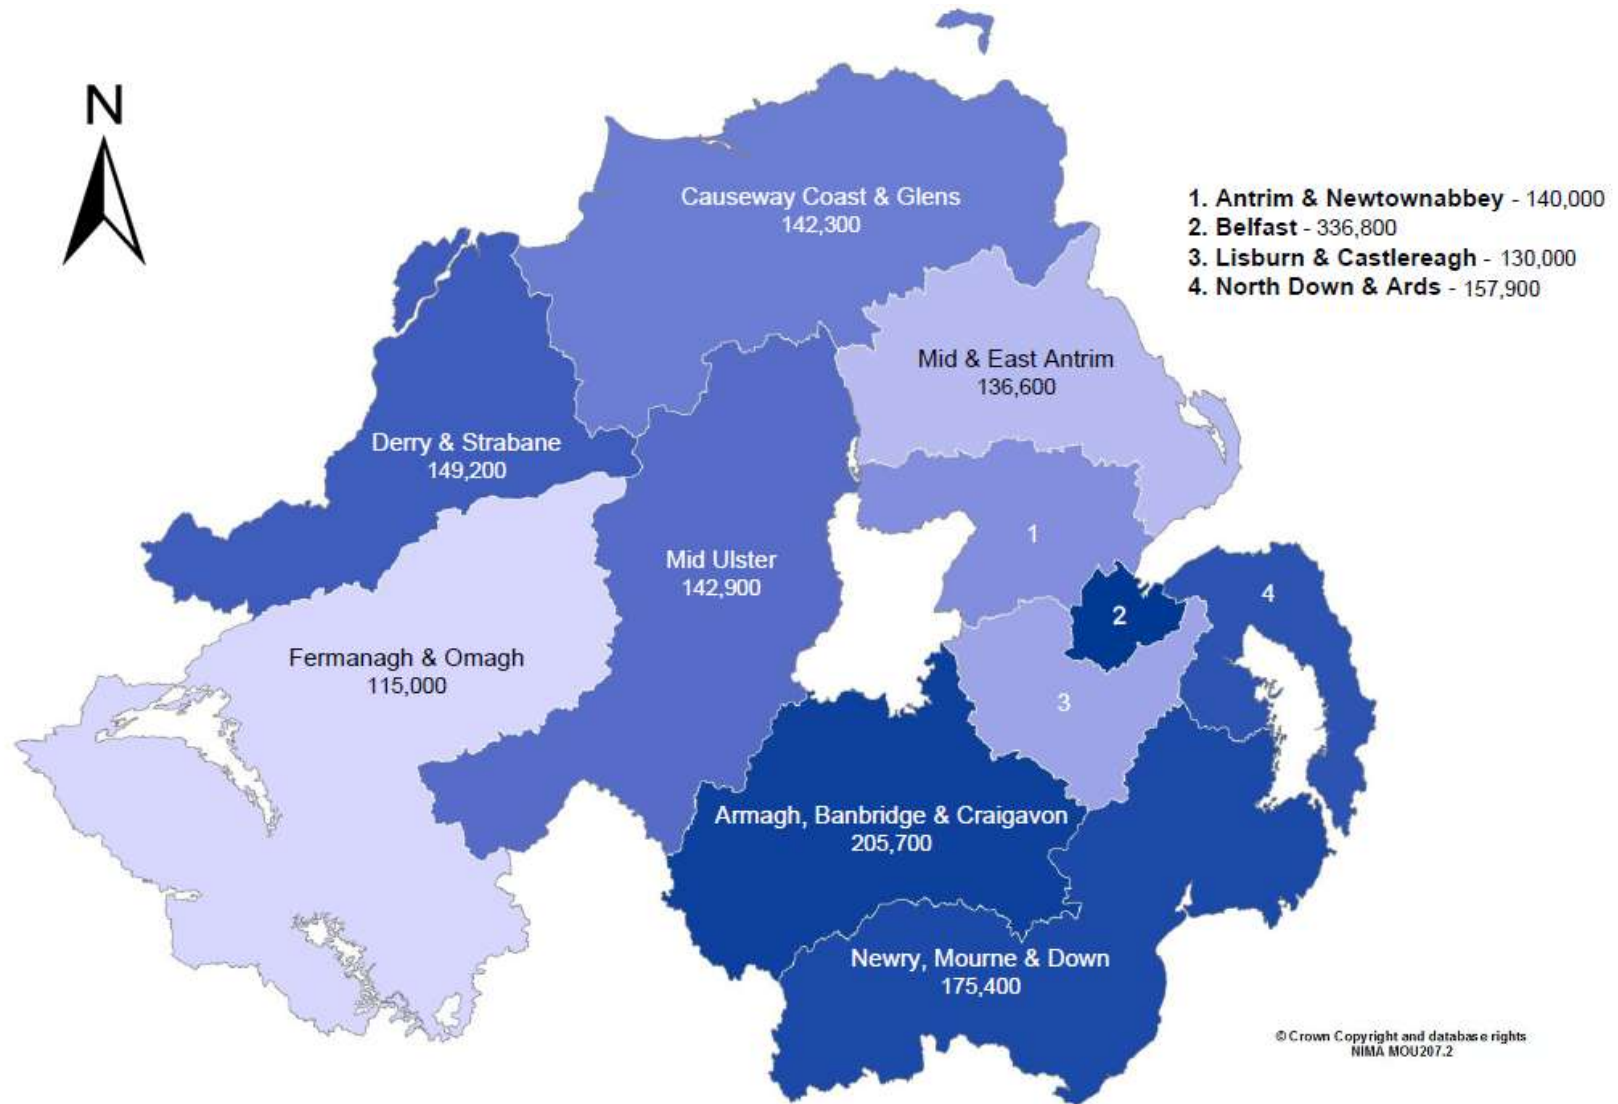 N
Causeway Coast & Glens
142,300
1. Antrim & Newtownabbey - 140,000
2. Belfast - 336,800
3. Lisburn & Castlereagh - 130,000
4. North Down & Ards - 157,900
Mid & East Antrim
136,600
Derry & Strabane
149,200
1
Mid Ulster
142,900
4
2
Fermanagh & Omagh
115,000
3
Armagh, Banbridge & Craigavon
205,700
Newry, Mourne & Down
175,400
© Crown Copyright and database rights
NIMA MOU207.2